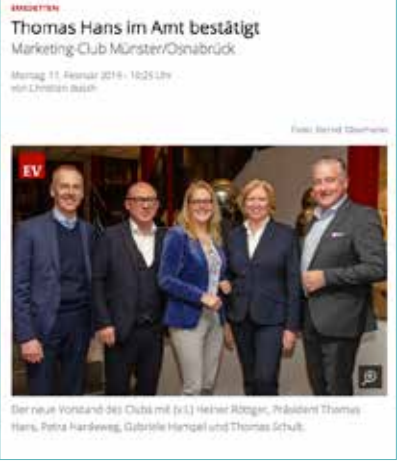 EMSDETTEN
Thomas Hans im Amt bestätigt
Marketing-Club Münster/Osnabrück
Montag, 11. Februar 2019 - 10:25 Uhr
von Christian Busch
Foto: Bernd Oberheim
EV
Der neue Vorstand des Clubs mit (v.l.) Heiner Röttger, Präsident Thomas
Hans, Petra Hardeweg, Gabriele Hampel und Thomas Schult.